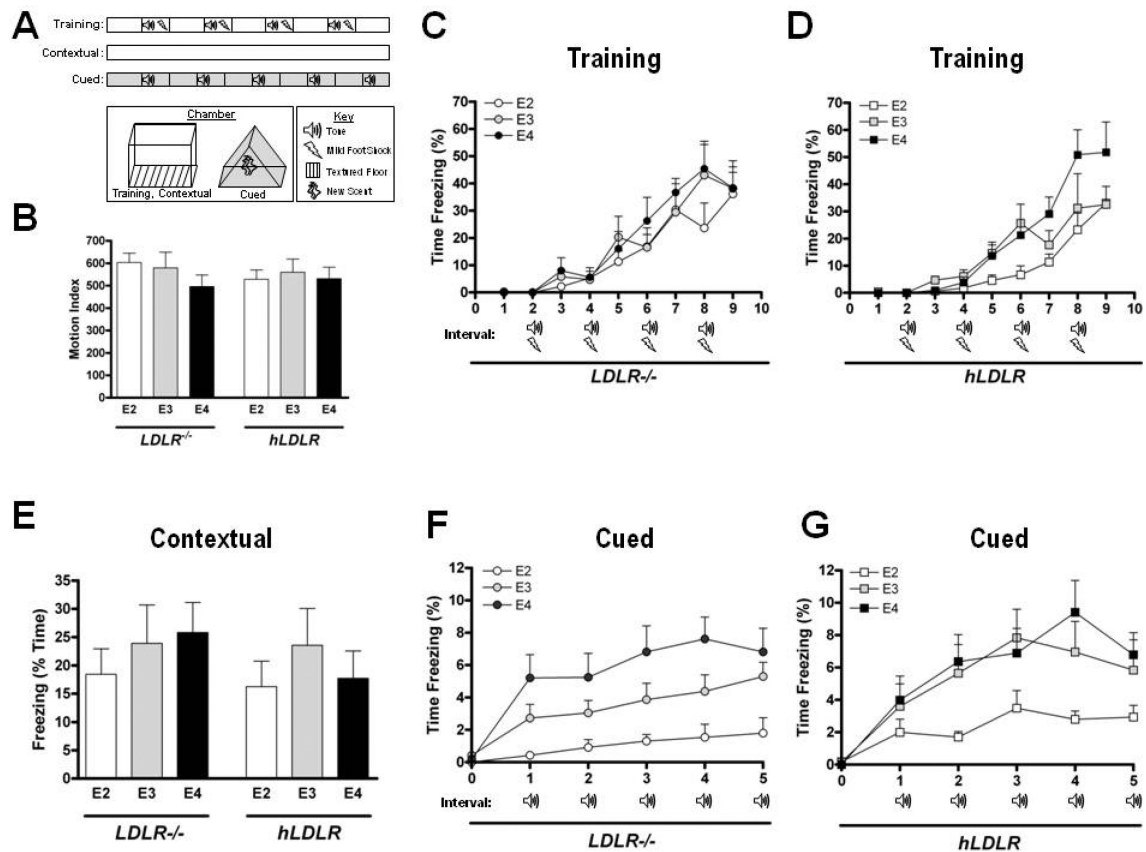 A
Training:
Contextual:
Cued:
Chamber
Training, Contextual
Cued
Key
Tone
Mild Foot Shock
Textured Floor
New Scent
B
Motion Index
700
600
500
400
300
200
100
0
E2 E3 E4 E2 E3 E4
LDLR-/- hLDLR
C
Training
Time Freezing (%)
70
60
50
40
30
20
10
0
E2
E3
E4
0 1 2 3 4 5 6 7 8 9 10
Interval:
LDLR-/-
D
Training
Time Freezing (%)
70
60
50
40
30
20
10
0
E2
E3
E4
0 1 2 3 4 5 6 7 8 9 10
hLDLR
E
Contextual
Freezing (% Time)
35
30
25
20
15
10
5
0
E2 E3 E4 E2 E3 E4
LDLR-/- hLDLR
F
Cued
Time Freezing (%)
12
10
8
6
4
2
0
E2
E3
E4
0 1 2 3 4 5
Interval:
LDLR-/-
G
Cued
Time Freezing (%)
12
10
8
6
4
2
0
E2
E3
E4
0 1 2 3 4 5
hLDLR